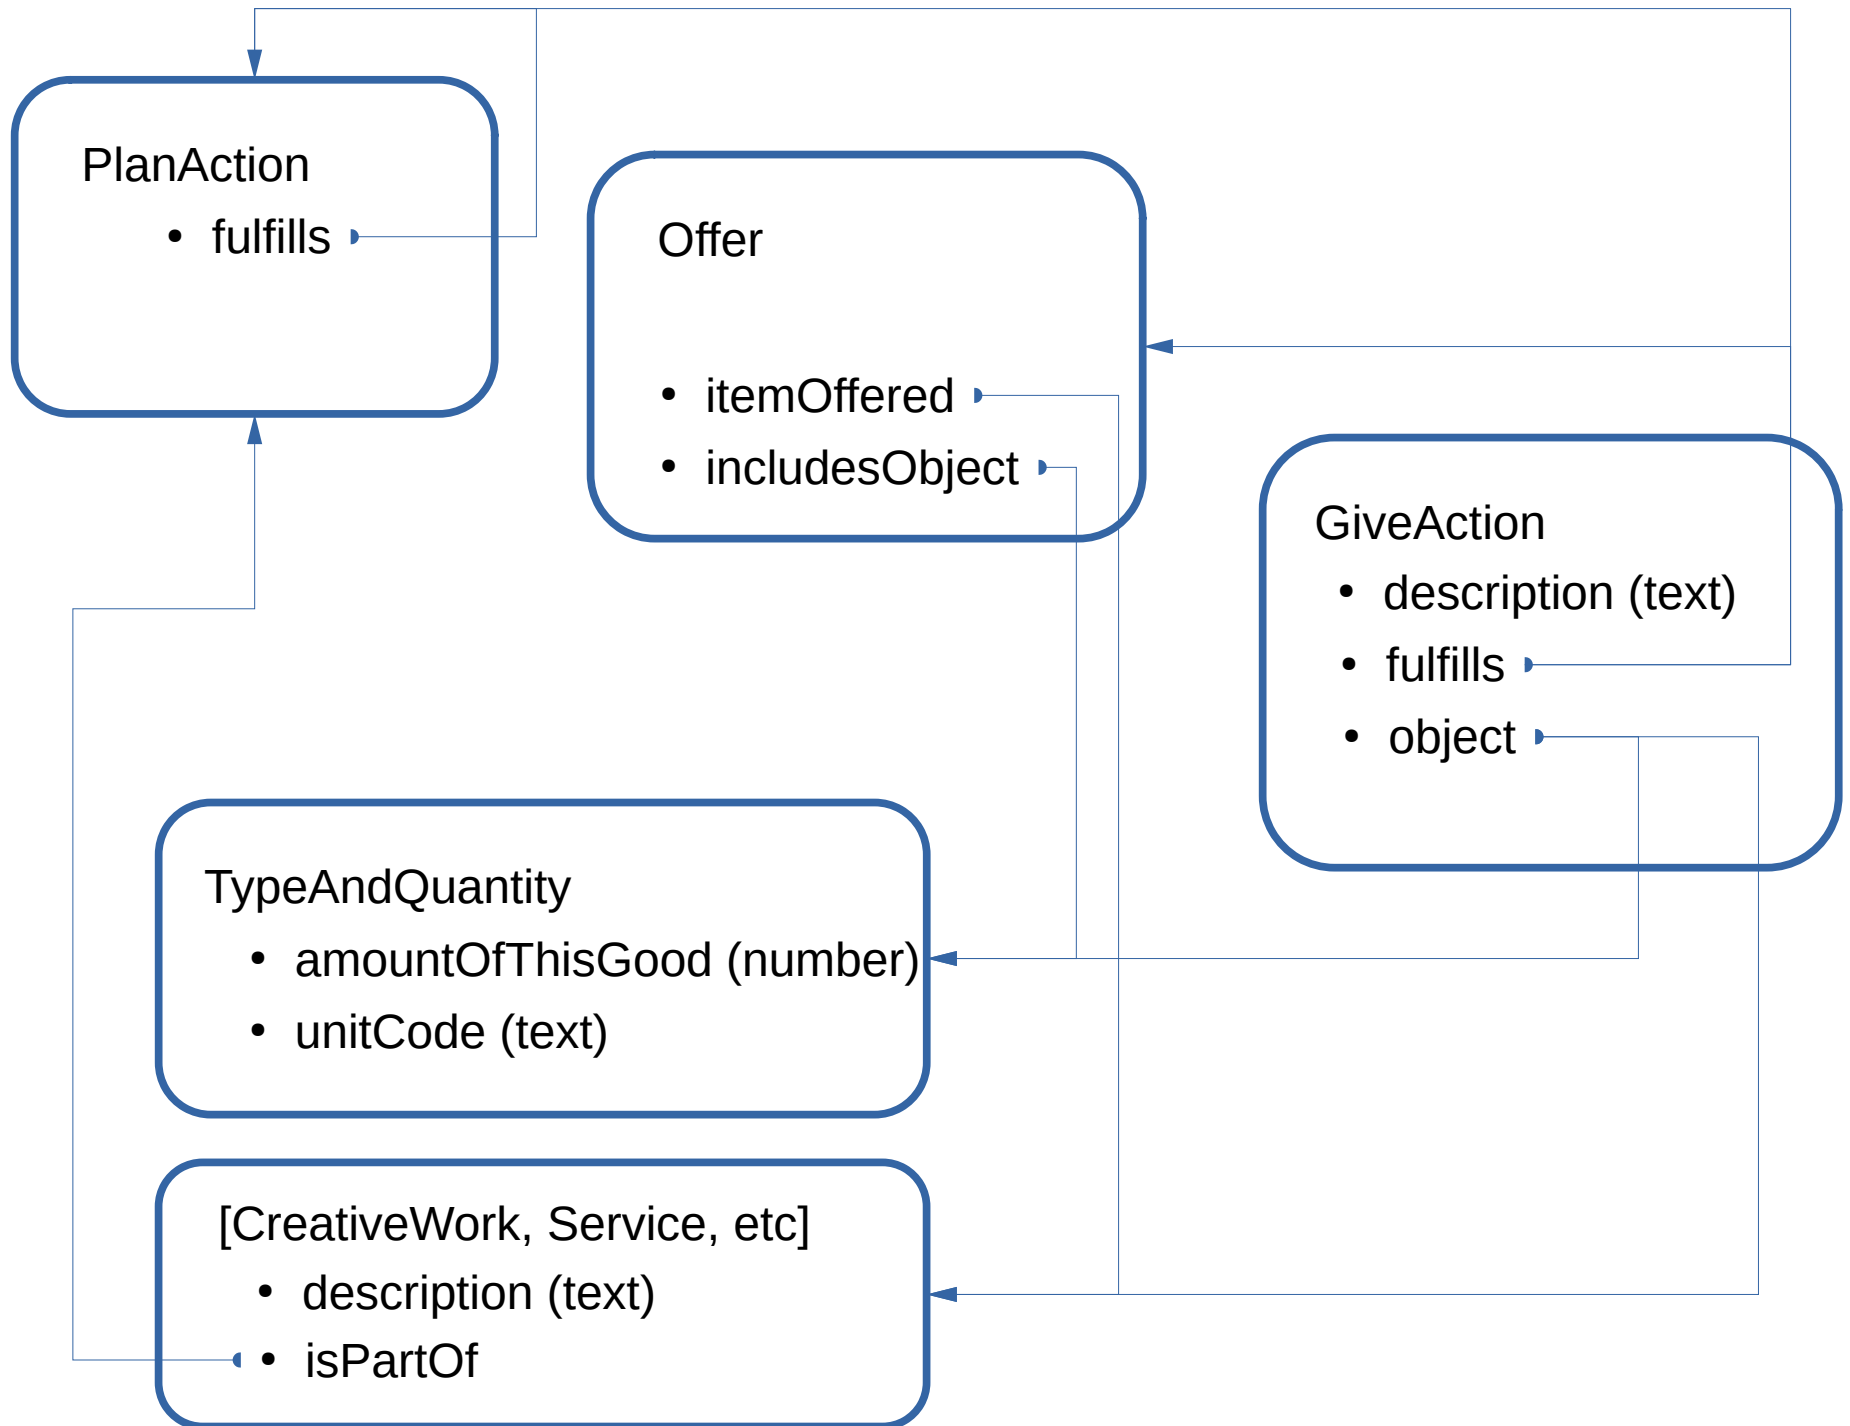 PlanAction
• fulfills
Offer
• itemOffered
• includesObject
GiveAction
• description (text)
• fulfills
• object
TypeAndQuantity
• amountOfThisGood (number)
• unitCode (text)
[CreativeWork, Service, etc]
• description (text)
• isPartOf